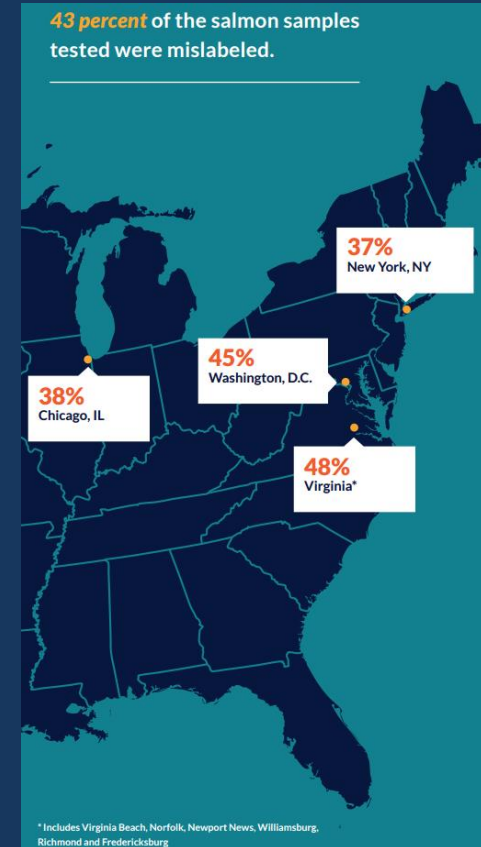 43 percent of the salmon samples
tested were mislabeled.
37%
New York, NY
45%
Washington, D.C.
38%
Chicago, IL
48%
Virginia*
* Includes Virginia Beach, Norfolk, Newport News, Williamsburg,
Richmond and Fredericksburg